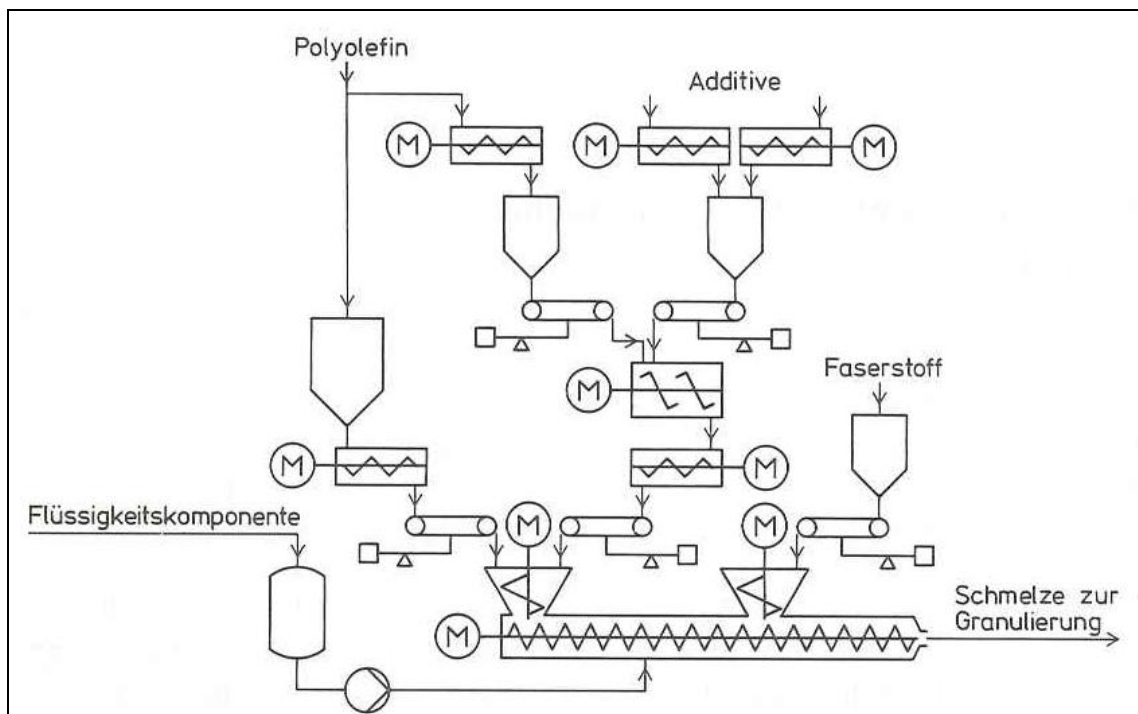 Polyolefin
Additive
M
M
M
M
Faserstoff
M
M
M
Flüssigkeitskomponente
M
M
Schmelze zur
Granulierung
M